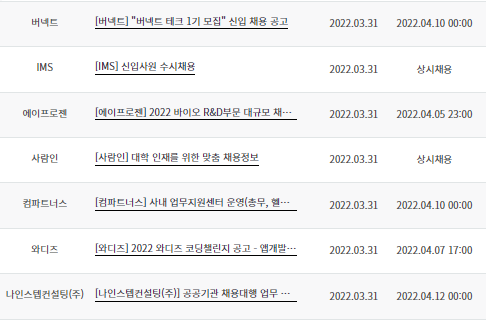 버넥트 [버넥트] "버넥트 테크 1기 모집" 신입 채용 공고 2022.03.31 2022.04.10 00:00
IMS [IMS] 신입사원 수시채용 2022.03.31 상시채용
에이프로젠 [에이프로젠] 2022 바이오 R&D부문 대규모 채… 2022.03.31 2022.04.05 23:00
사람인 [사람인] 대학 인재를 위한 맞춤 채용정보 2022.03.31 상시채용
컴파트너스 [컴파트너스] 사내 업무지원센터 운영(총무, 헬… 2022.03.31 2022.04.10 00:00
와디즈 [와디즈] 2022 와디즈 코딩챌린지 공고 - 앱개발… 2022.03.31 2022.04.07 17:00
나인스텝컨설팅(주) [나인스텝컨설팅(주)] 공공기관 채용대행 업무 … 2022.03.31 2022.04.12 00:00